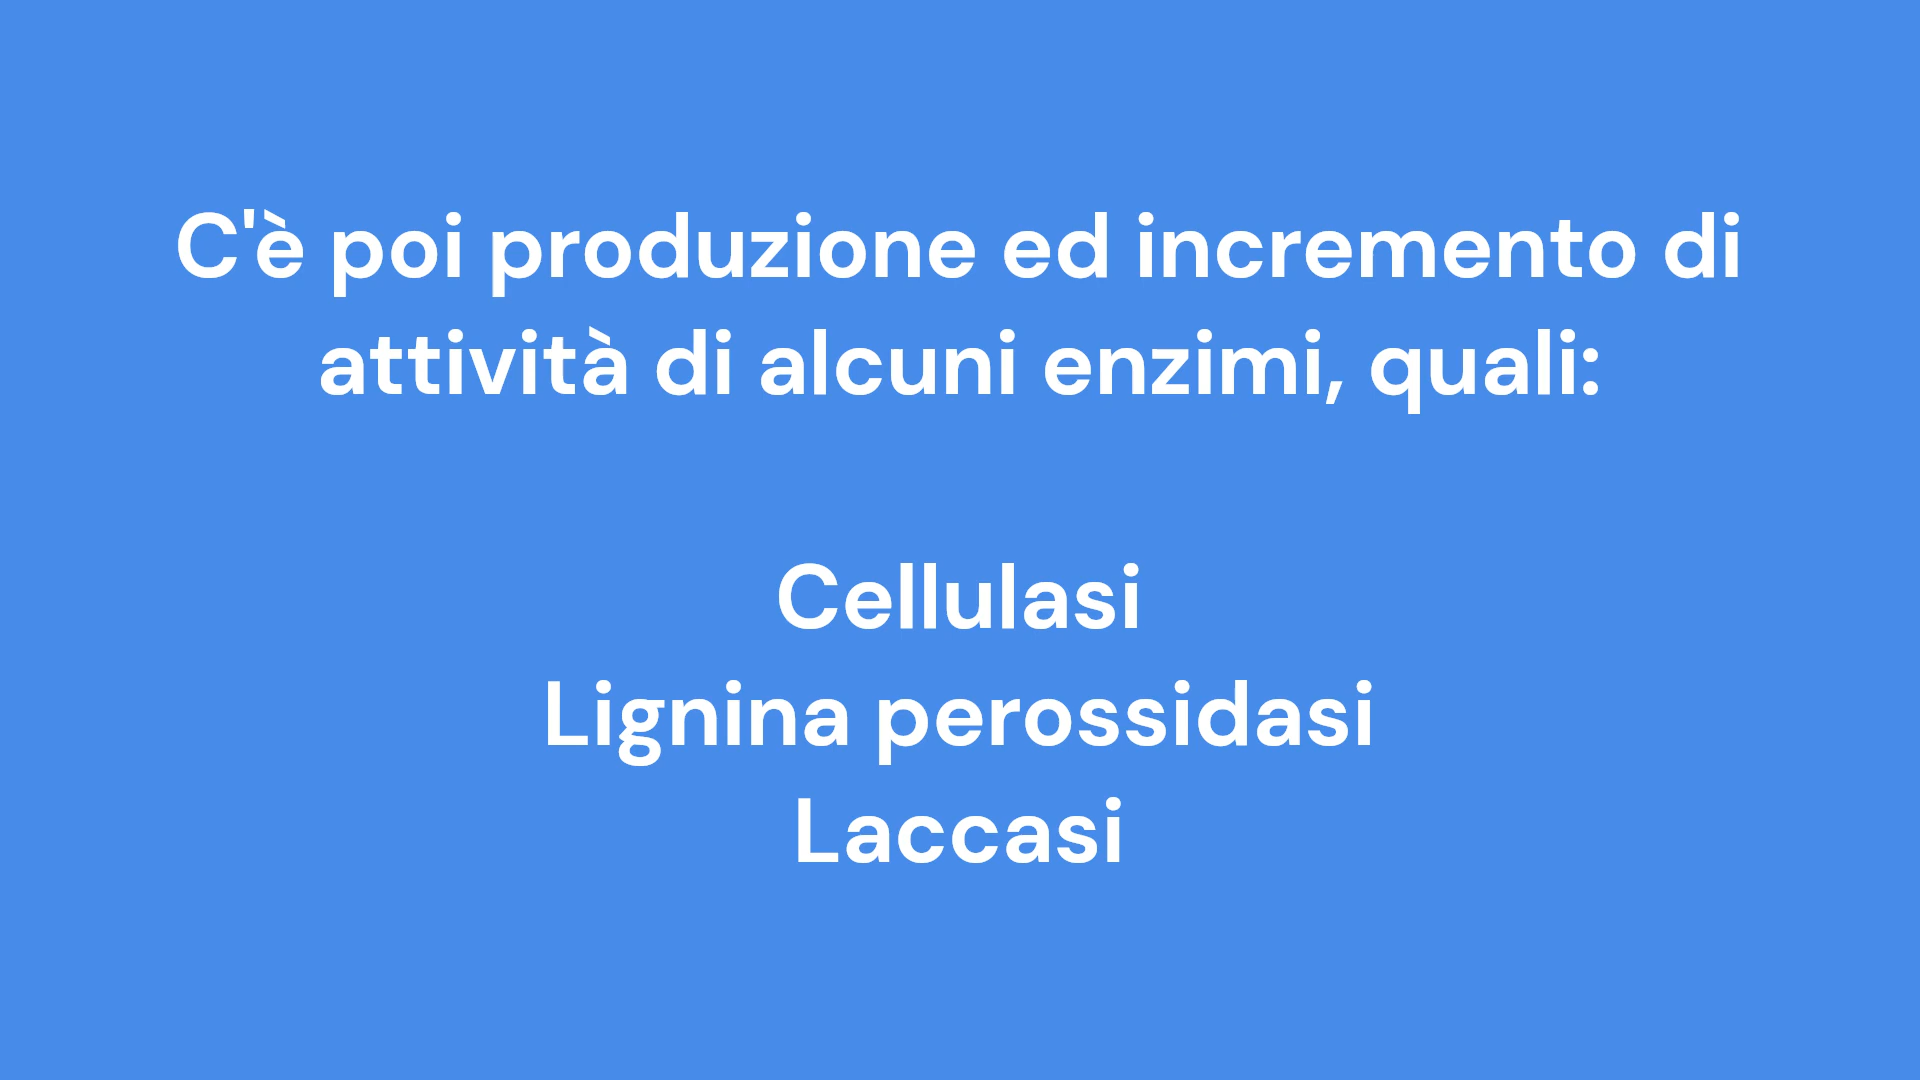 C'è poi produzione ed incremento di
attività di alcuni enzimi, quali:
Cellulasi
Lignina perossidasi
Laccasi